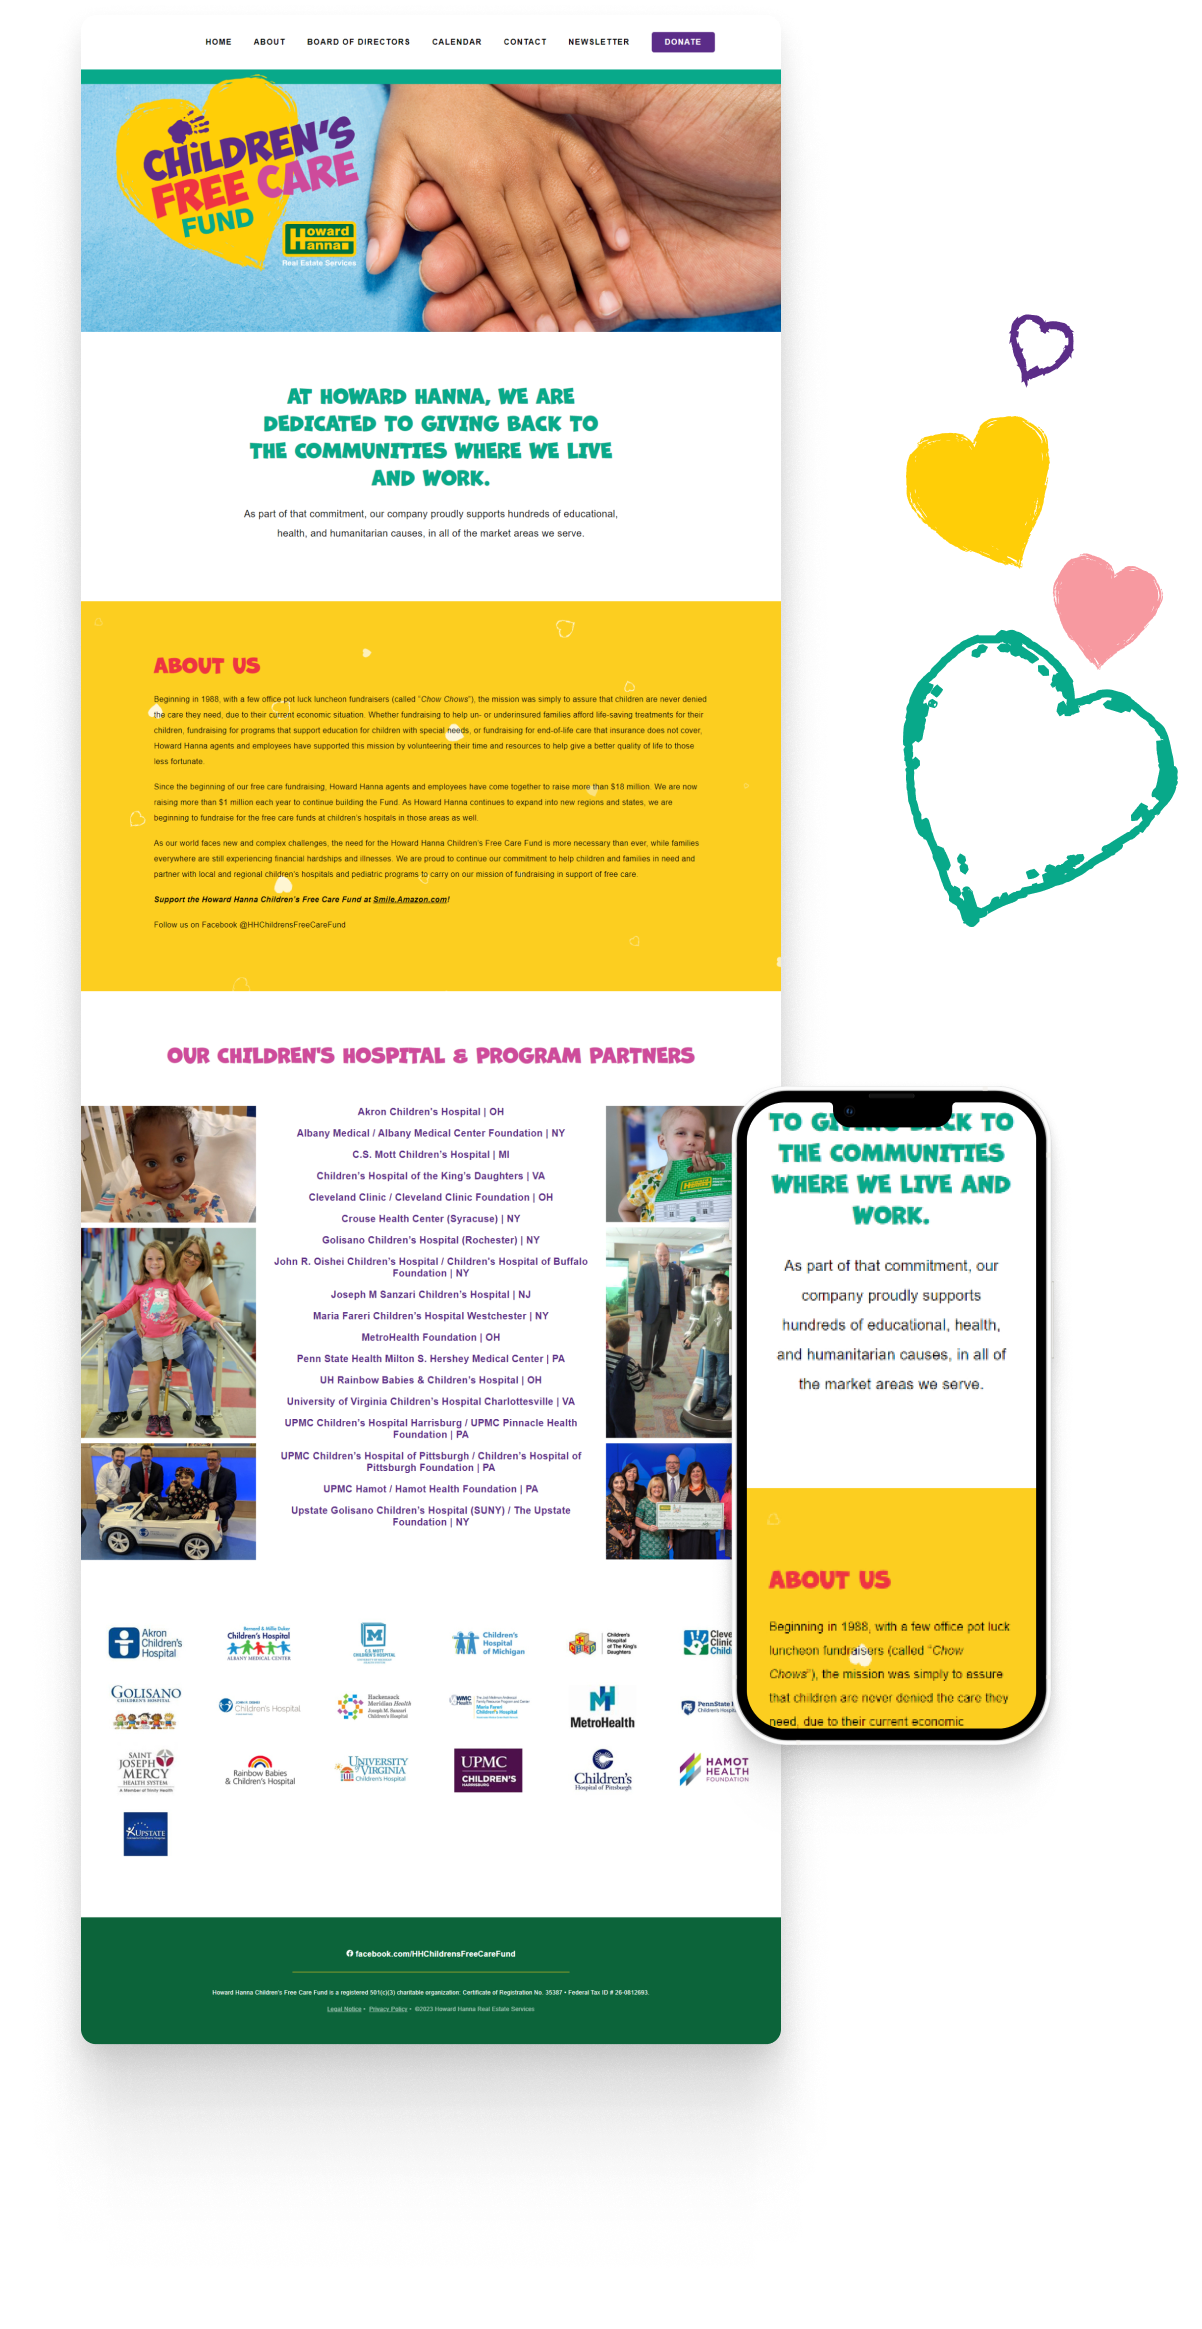 HOME ABOUT BOARD OF DIRECTORS CALENDAR CONTACT NEWSLETTER DONATE
CHiLDREN'S
FREE CARE
FUND
Howard
Hanna
Real Estate Services
AT HOWARD HANNA, WE ARE
DEDICATED TO GIVING BACK TO
THE COMMUNITIES WHERE WE LIVE
AND WORK.
As part of that commitment, our company proudly supports hundreds of educational,
health, and humanitarian causes, in all of the market areas we serve.
ABOUT US
Beginning in 1988, with a few office pot luck luncheon fundraisers (called "Chow Chows"), the mission was simply to assure that children are never denied
the care they need, due to their current economic situation. Whether fundraising to help un- or underinsured families afford life-saving treatments for their
children, fundraising for programs that support education for children with special needs, or fundraising for end-of-life care that insurance does not cover,
Howard Hanna agents and employees have supported this mission by volunteering their time and resources to help give a better quality of life to those
less fortunate.
Since the beginning of our free care fundraising, Howard Hanna agents and employees have come together to raise more than $18 million. We are now
raising more than $1 million each year to continue building the Fund. As Howard Hanna continues to expand into new regions and states, we are
beginning to fundraise for the free care funds at children's hospitals in those areas as well.
As our world faces new and complex challenges, the need for the Howard Hanna Children's Free Care Fund is more necessary than ever, while families
everywhere are still experiencing financial hardships and illnesses. We are proud to continue our commitment to help children and families in need and
partner with local and regional children's hospitals and pediatric programs to carry on our mission of fundraising in support of free care.
Support the Howard Hanna Children's Free Care Fund at Smile.Amazon.com!
Follow us on Facebook @HHChildrensFreeCareFund
OUR CHILDREN'S HOSPITAL & PROGRAM PARTNERS
Akron Children's Hospital | OH
Albany Medical / Albany Medical Center Foundation | NY
C.S. Mott Children's Hospital | MI
Children's Hospital of the King's Daughters | VA
Cleveland Clinic / Cleveland Clinic Foundation | OH
Crouse Health Center (Syracuse) | NY
Golisano Children's Hospital (Rochester) | NY
John R. Oishei Children's Hospital / Children's Hospital of Buffalo
Foundation | NY
Joseph M Sanzari Children's Hospital | NJ
Maria Fareri Children's Hospital Westchester | NY
MetroHealth Foundation | OH
Penn State Health Milton S. Hershey Medical Center | PA
UH Rainbow Babies & Children's Hospital | OH
University of Virginia Children's Hospital Charlottesville | VA
UPMC Children's Hospital Harrisburg / UPMC Pinnacle Health
Foundation | PA
UPMC Children's Hospital of Pittsburgh / Children's Hospital of
Pittsburgh Foundation | PA
UPMC Hamot / Hamot Health Foundation | PA
Upstate Golisano Children's Hospital (SUNY) / The Upstate
Foundation | NY
TO GIVING BACK TO
THE COMMUNITIES
WHERE WE LIVE AND
WORK.
As part of that commitment, our
company proudly supports
hundreds of educational, health,
and humanitarian causes, in all of
the market areas we serve.
ABOUT US
Beginning in 1988, with a few office pot luck
luncheon fundraisers (called "Chow
Chows"), the mission was simply to assure
that children are never denied the care they
need, due to their current economic
Akron
Children's
Hospital
Bernard & Millie Duker
Children's Hospital
ALBANY MEDICAL CENTER
M
C.S. MOTT
CHILDREN'S HOSPITAL
Children's
Hospital
of Michigan
Children's
Hospital
of The King's
Daughters
Cleve
Clinic
Child
GOLISANO
CHILDREN'S HOSPITAL
Children's Hospital
Hackensack
Meridian Health
Joseph M. Sanzari
Children's Hospital
WMC
Health
Maria Fareri
Children's Hospital
MetroHealth
PennState
Children's Hospital
SAINT
JOSEPH
MERCY
HEALTH SYSTEM
A Member of Trinity Health
Rainbow Babies
& Children's Hospital
UNIVERSITY
of VIRGINIA
Children's Hospital
UPMC
CHILDREN'S
HARRISBURG
Children's
Hospital of Pittsburgh
HAMOT
HEALTH
FOUNDATION
UPSTATE
facebook.com/HHChildrensFreeCareFund
Howard Hanna Children's Free Care Fund is a registered 501(c)(3) charitable organization: Certificate of Registration No. 35387 • Federal Tax ID # 26-0812693.
Legal Notice • Privacy Policy • ©2023 Howard Hanna Real Estate Services